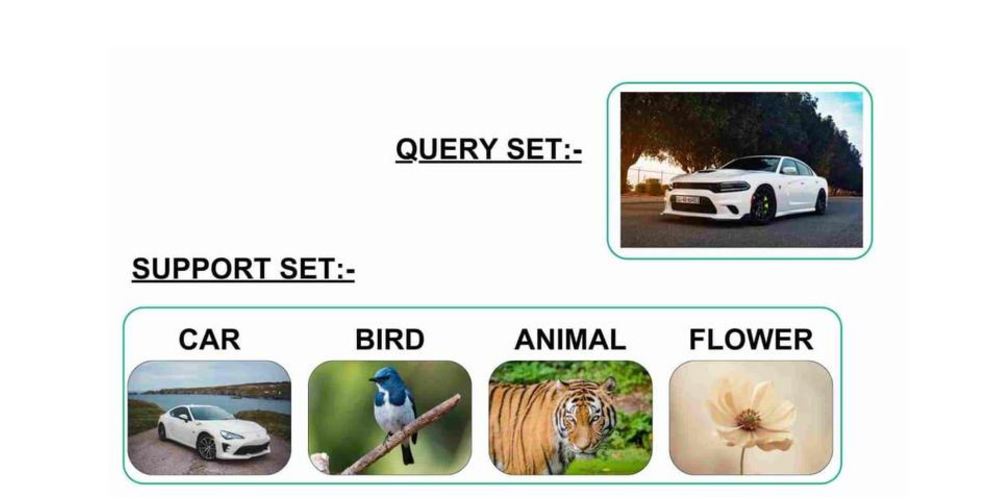 QUERY SET:-
SUPPORT SET:-
CAR BIRD ANIMAL FLOWER